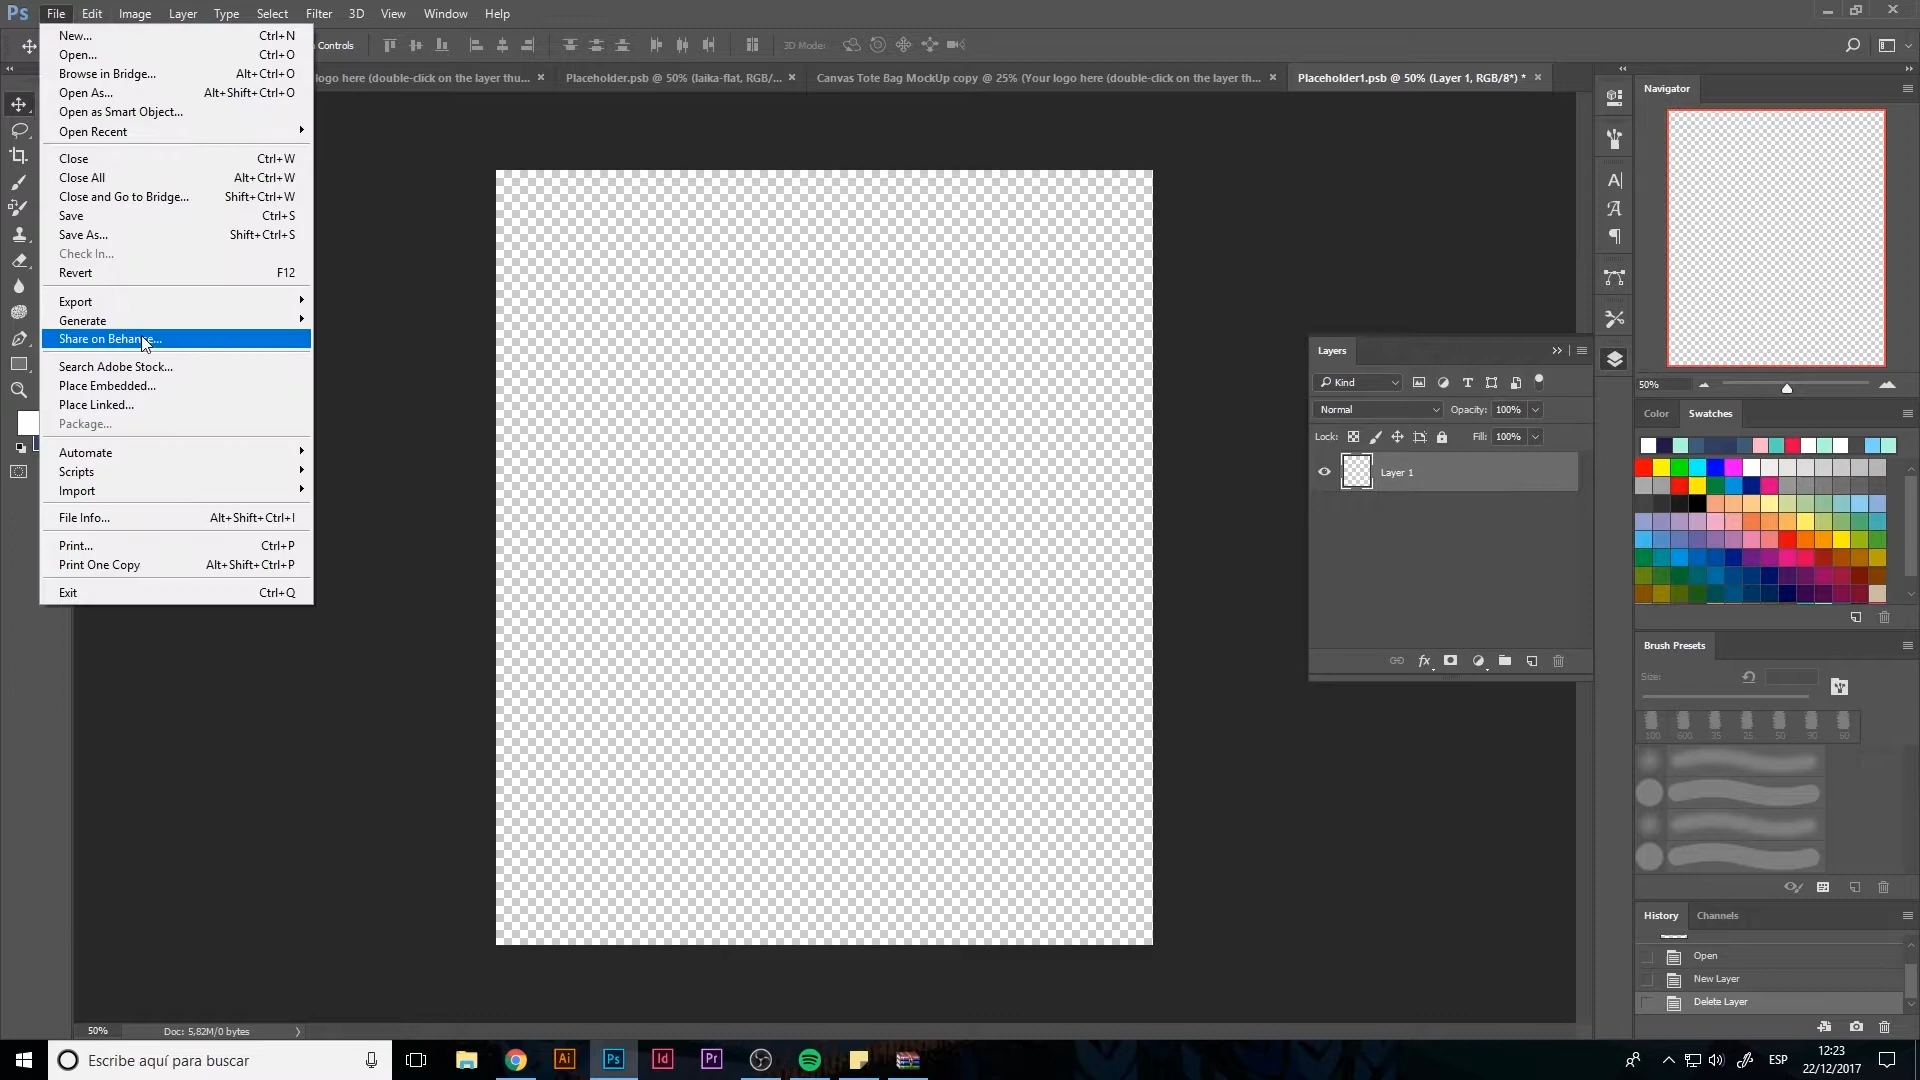 Ps File Edit Image Layer Type Select Filter 3D View Window Help
Controls 3D Mode:
logo here (double-click on the layer thu... × Placeholder.psb @ 50% (laika-flat, RGB/... × Canvas Tote Bag MockUp copy @ 25% (Your logo here (double-click on the layer th... × Placeholder1.psb @ 50% (Layer 1, RGB/8*) * ×
New... Ctrl+N
Open... Ctrl+O
Browse in Bridge... Alt+Ctrl+O
Open As... Alt+Shift+Ctrl+O
Open as Smart Object...
Open Recent
Close Ctrl+W
Close All Alt+Ctrl+W
Close and Go to Bridge... Shift+Ctrl+W
Save Ctrl+S
Save As... Shift+Ctrl+S
Check In...
Revert F12
Export
Generate
Share on Behance...
Search Adobe Stock...
Place Embedded...
Place Linked...
Package...
Automate
Scripts
Import
File Info... Alt+Shift+Ctrl+I
Print... Ctrl+P
Print One Copy Alt+Shift+Ctrl+P
Exit Ctrl+Q
Layers
Kind
Normal Opacity: 100%
Lock: Fill: 100%
Layer 1
fx
Navigator
50%
Color Swatches
Brush Presets
Size:
100 600 35 25 50 90 60
History Channels
Open
New Layer
Delete Layer
50% Doc: 5,82M/0 bytes
Escribe aquí para buscar
Ai Ps Id Pr
ESP
12:23
22/12/2017